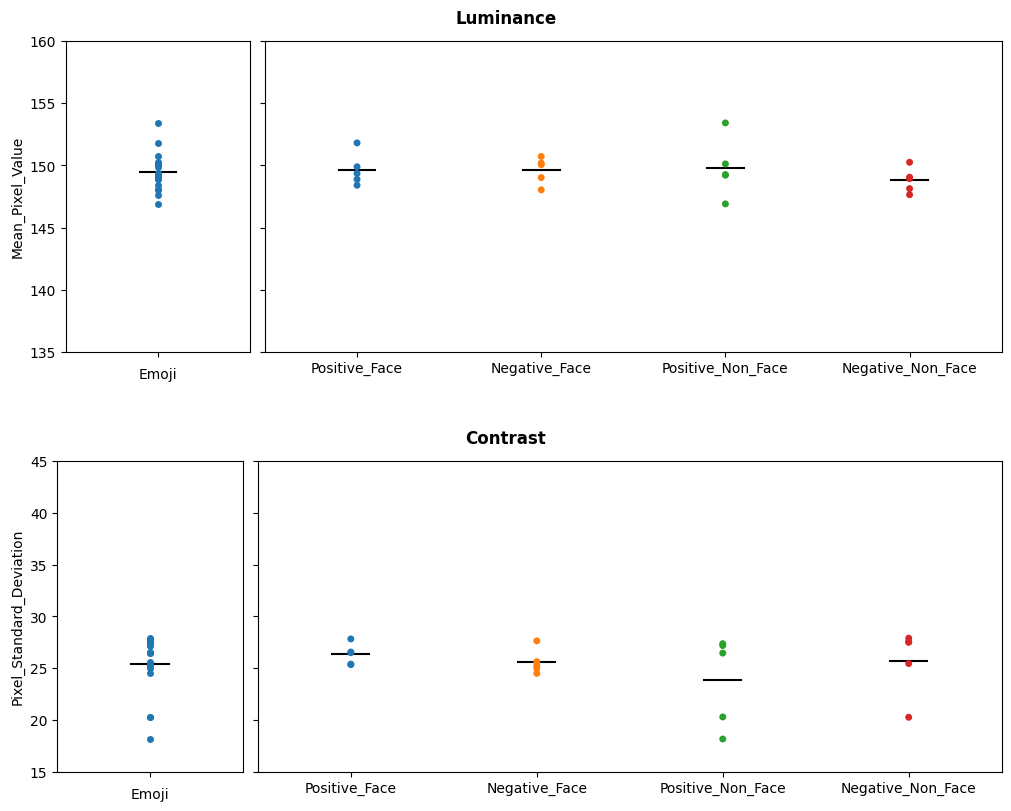 Luminance
160
155
150
145
140
135
Mean_Pixel_Value
Emoji
Positive_Face
Negative_Face
Positive_Non_Face
Negative_Non_Face
Contrast
45
40
35
30
25
20
15
Pixel_Standard_Deviation
Emoji
Positive_Face
Negative_Face
Positive_Non_Face
Negative_Non_Face